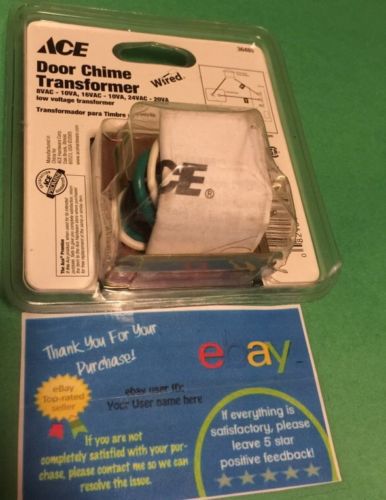 ACE
36485
Door Chime
Transformer
Wired
8VAC - 10VA, 16VAC - 10VA, 24VAC - 20VA
low voltage transformer
Transformador para Timbre
ACE®
Thank You For Your
Purchase!
ebay
eBay
Top-rated
seller
ebay user ID:
Your User name here
If you are not
completely satisfied with your pur-
chase, please contact me so we can
resolve the issue.
If everything is
satisfactory, please
leave 5 star
positive feedback!